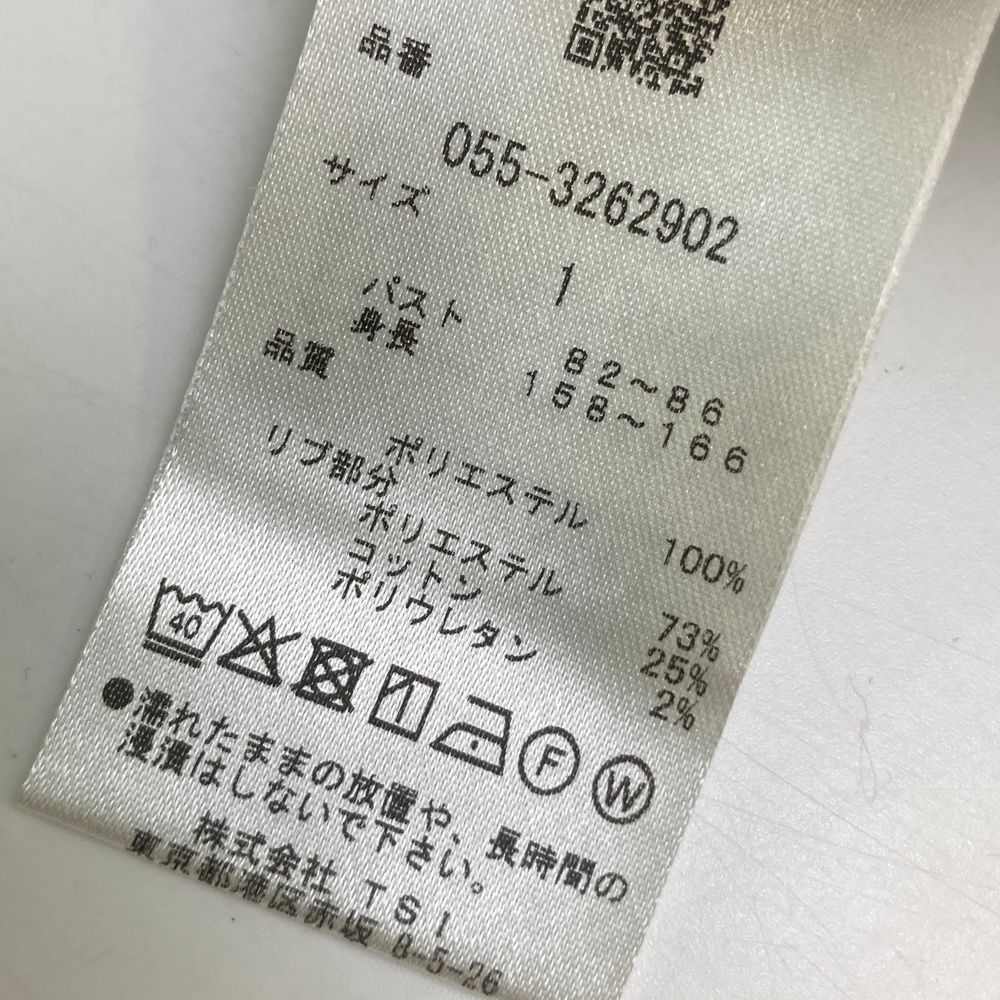 品番
055-3262902
サイズ
1
バスト 82~86
身長 158~166
品質
ポリエステル 100%
リブ部分
ポリエステル 73%
コットン 25%
ポリウレタン 2%
40
F W
●濡れたままの放置や、長時間の
浸漬はしないで下さい。
株式会社 TSI
東京都港区赤坂 8-5-26